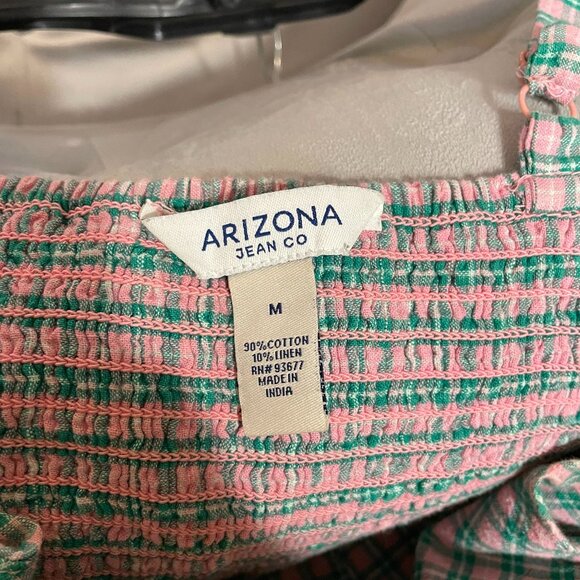 ARIZONA
JEAN CO
M
90%COTTON
10%LINEN
RN#93677
MADE IN
INDIA